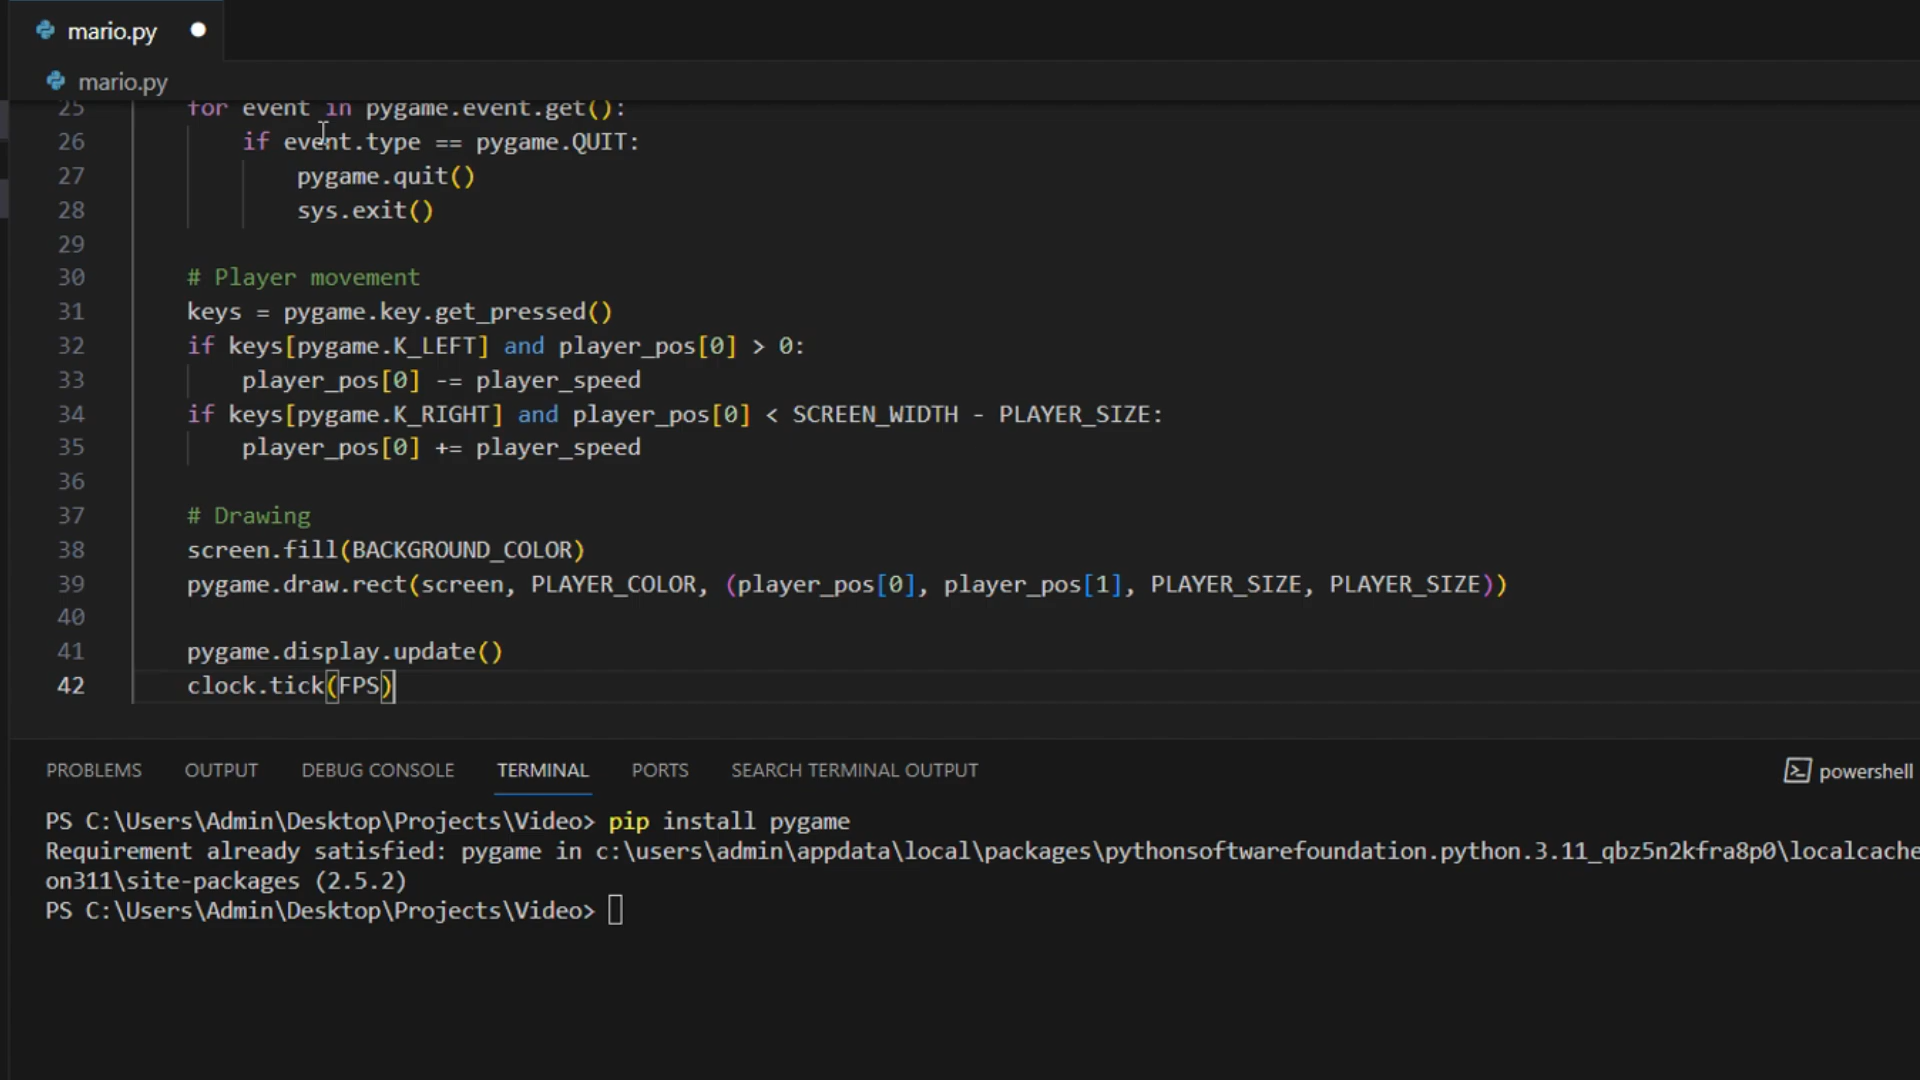 mario.py
mario.py
25 for event in pygame.event.get():
26 if event.type == pygame.QUIT:
27 pygame.quit()
28 sys.exit()
29
30 # Player movement
31 keys = pygame.key.get_pressed()
32 if keys[pygame.K_LEFT] and player_pos[0] > 0:
33 player_pos[0] -= player_speed
34 if keys[pygame.K_RIGHT] and player_pos[0] < SCREEN_WIDTH - PLAYER_SIZE:
35 player_pos[0] += player_speed
36
37 # Drawing
38 screen.fill(BACKGROUND_COLOR)
39 pygame.draw.rect(screen, PLAYER_COLOR, (player_pos[0], player_pos[1], PLAYER_SIZE, PLAYER_SIZE))
40
41 pygame.display.update()
42 clock.tick(FPS)
PROBLEMS OUTPUT DEBUG CONSOLE TERMINAL PORTS SEARCH TERMINAL OUTPUT powershell
PS C:\Users\Admin\Desktop\Projects\Video> pip install pygame
Requirement already satisfied: pygame in c:\users\admin\appdata\local\packages\pythonsoftwarefoundation.python.3.11_qbz5n2kfra8p0\localcache
on311\site-packages (2.5.2)
PS C:\Users\Admin\Desktop\Projects\Video>